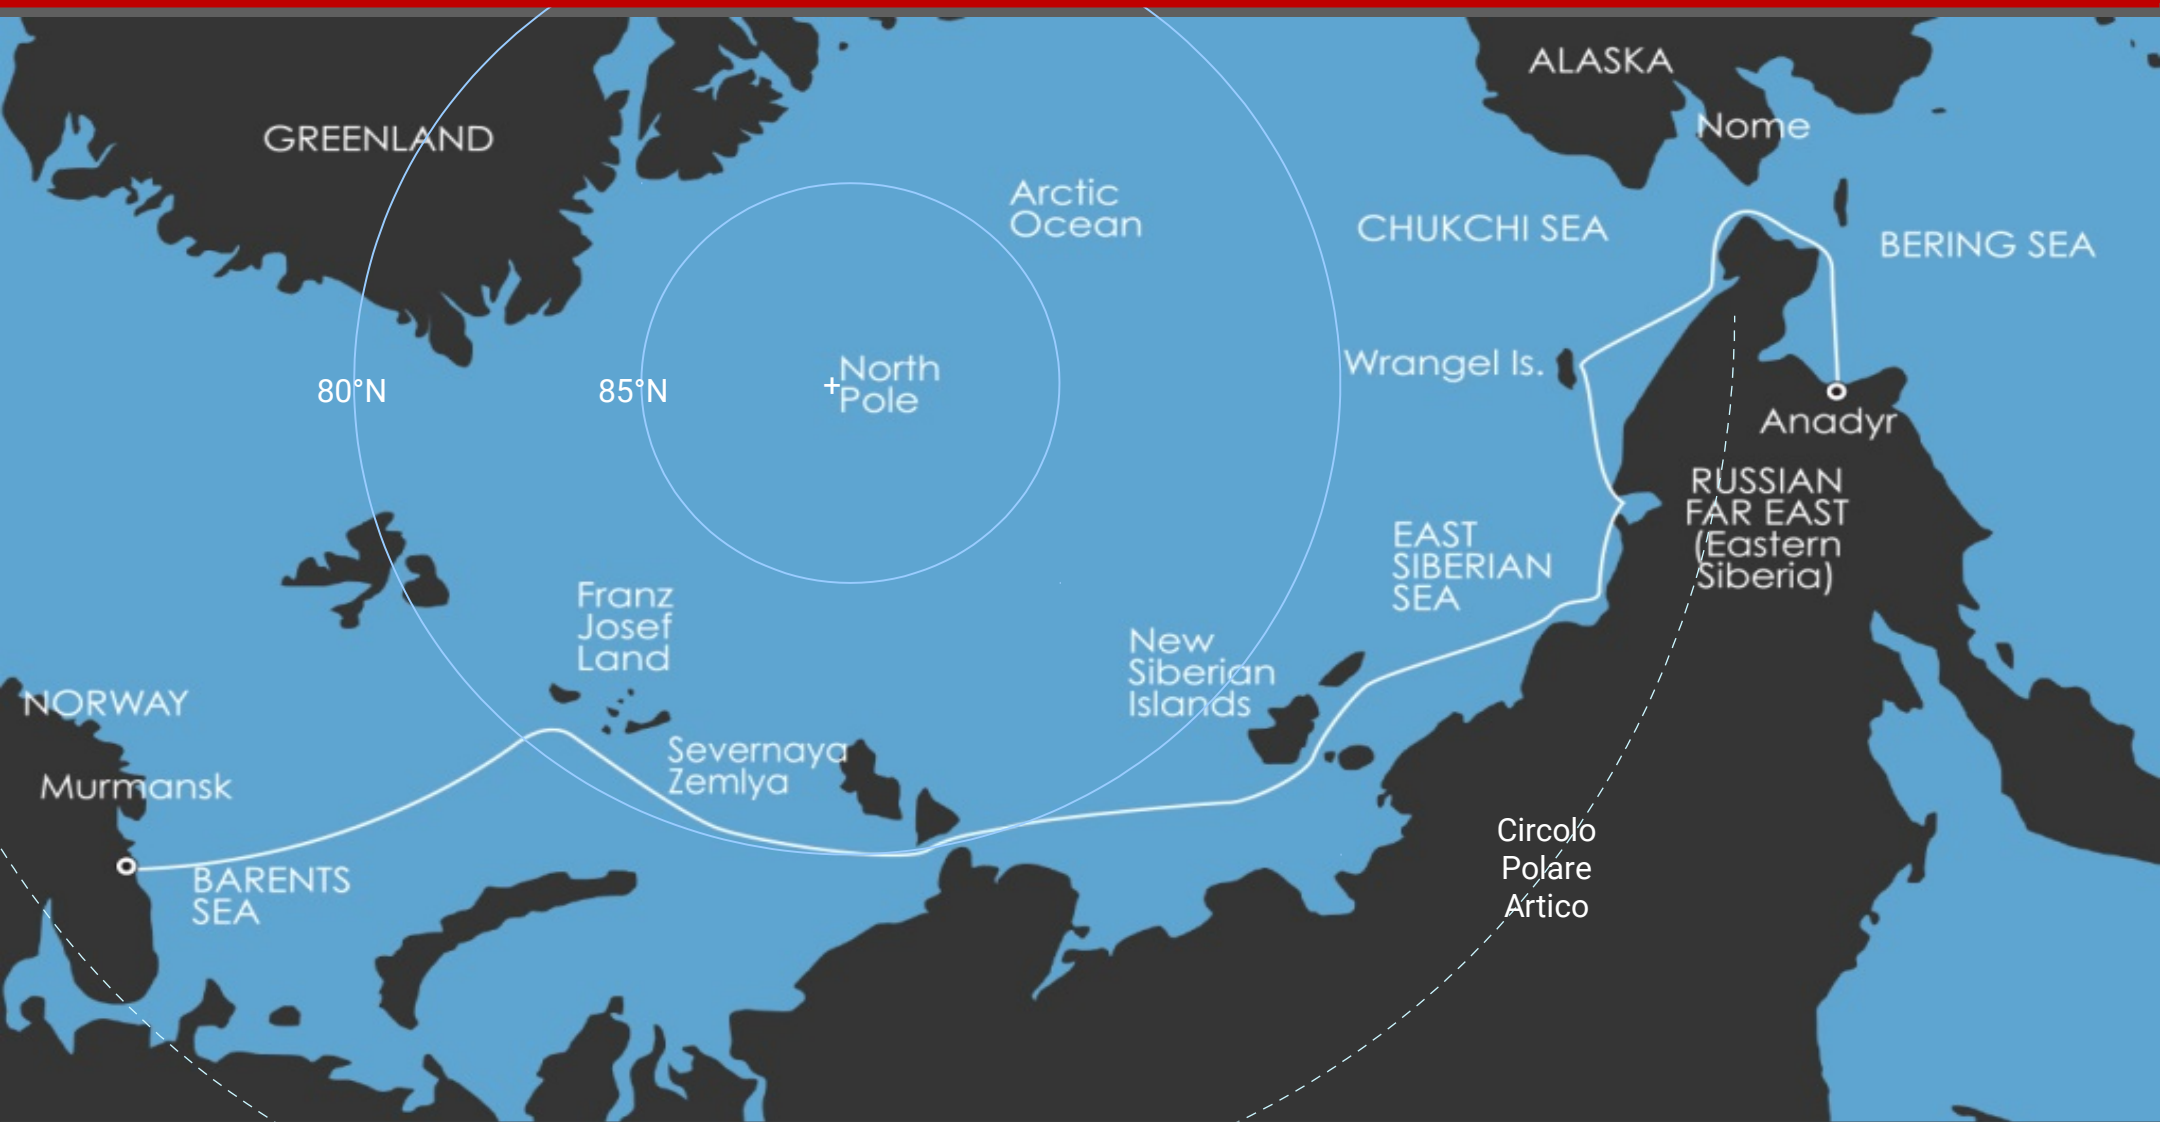 ALASKA
Nome
GREENLAND
Arctic
Ocean
CHUKCHI SEA
BERING SEA
Wrangel Is.
North
Pole
80°N
85°N
Anadyr
RUSSIAN
FAR EAST
(Eastern
Siberia)
EAST
SIBERIAN
SEA
Franz
Josef
Land
New
Siberian
Islands
NORWAY
Severnaya
Zemlya
Murmansk
BARENTS
SEA
Circolo
Polare
Artico